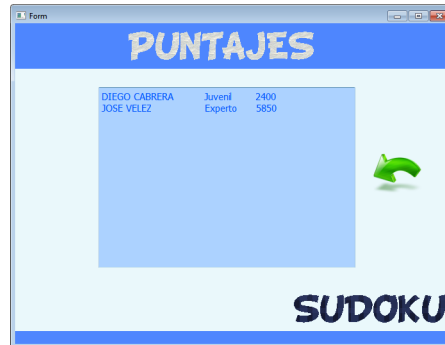 Form
PUNTAJES
DIEGO CABRERA Juvenil 2400
JOSE VELEZ Experto 5850
SUDOKU